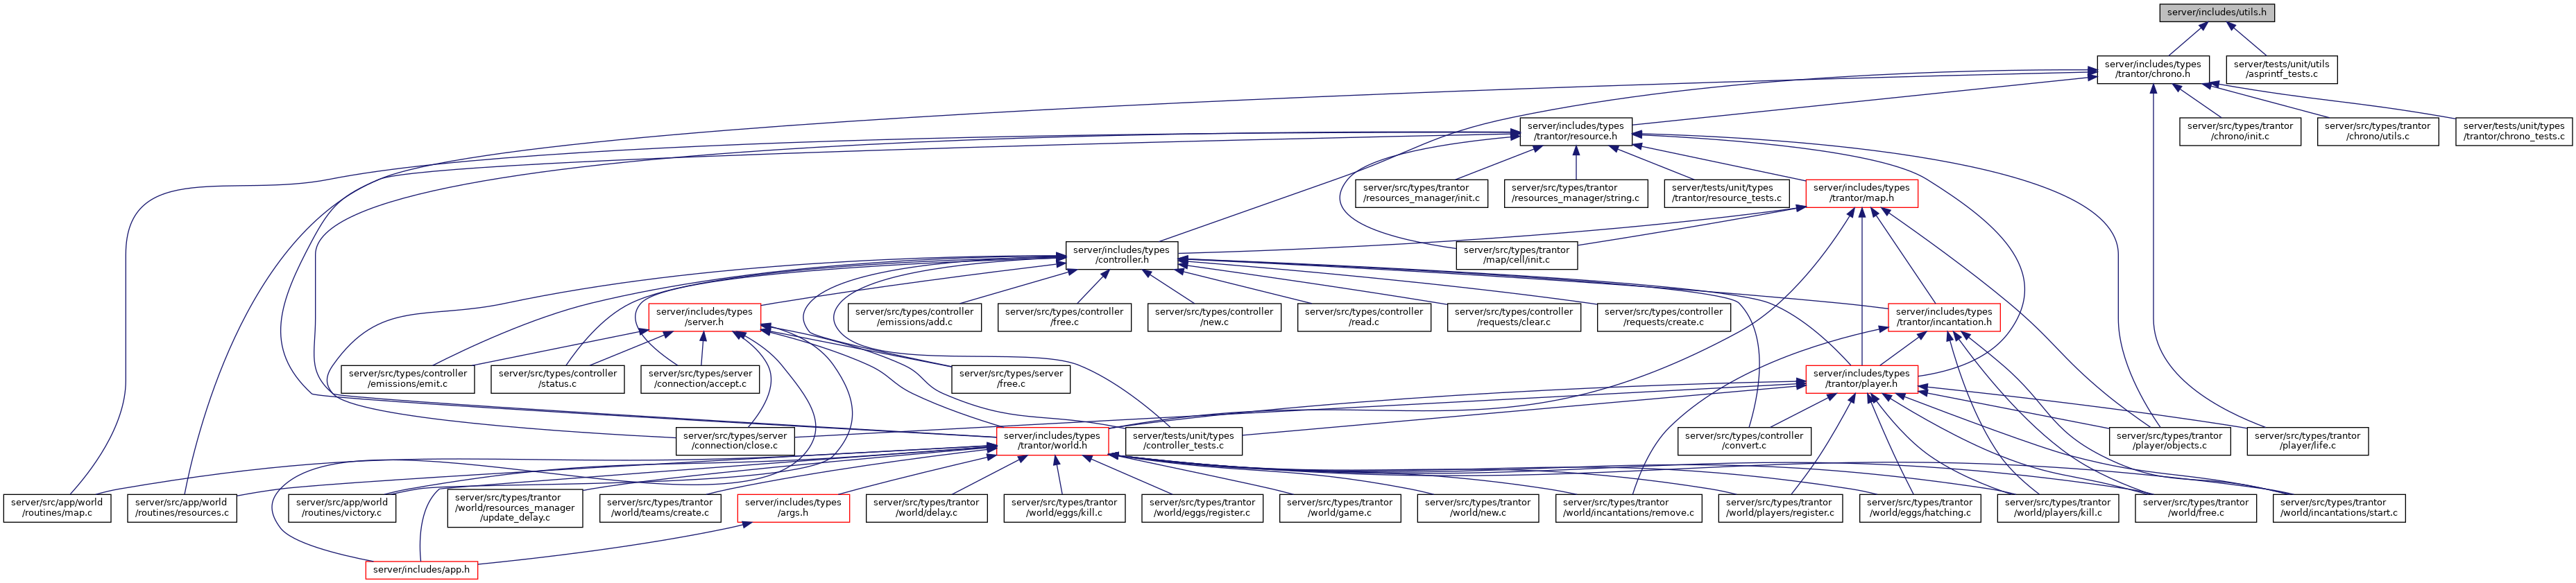 server/includes/utils.h
server/includes/types
/trantor/chrono.h
server/tests/unit/utils
/asprintf_tests.c
server/includes/types
/trantor/resource.h
server/src/types/trantor
/chrono/init.c
server/src/types/trantor
/chrono/utils.c
server/tests/unit/types
/trantor/chrono_tests.c
server/src/types/trantor
/resources_manager/init.c
server/src/types/trantor
/resources_manager/string.c
server/tests/unit/types
/trantor/resource_tests.c
server/includes/types
/trantor/map.h
server/includes/types
/controller.h
server/src/types/trantor
/map/cell/init.c
server/includes/types
/server.h
server/src/types/controller
/emissions/add.c
server/src/types/controller
/free.c
server/src/types/controller
/new.c
server/src/types/controller
/read.c
server/src/types/controller
/requests/clear.c
server/src/types/controller
/requests/create.c
server/includes/types
/trantor/incantation.h
server/src/types/controller
/emissions/emit.c
server/src/types/controller
/status.c
server/src/types/server
/connection/accept.c
server/src/types/server
/free.c
server/includes/types
/trantor/player.h
server/src/types/server
/connection/close.c
server/includes/types
/trantor/world.h
server/tests/unit/types
/controller_tests.c
server/src/types/controller
/convert.c
server/src/types/trantor
/player/objects.c
server/src/types/trantor
/player/life.c
server/src/app/world
/routines/map.c
server/src/app/world
/routines/resources.c
server/src/app/world
/routines/victory.c
server/src/types/trantor
/world/resources_manager
/update_delay.c
server/src/types/trantor
/world/teams/create.c
server/includes/types
/args.h
server/src/types/trantor
/world/delay.c
server/src/types/trantor
/world/eggs/kill.c
server/src/types/trantor
/world/eggs/register.c
server/src/types/trantor
/world/game.c
server/src/types/trantor
/world/new.c
server/src/types/trantor
/world/incantations/remove.c
server/src/types/trantor
/world/players/register.c
server/src/types/trantor
/world/eggs/hatching.c
server/src/types/trantor
/world/players/kill.c
server/src/types/trantor
/world/free.c
server/src/types/trantor
/world/incantations/start.c
server/includes/app.h